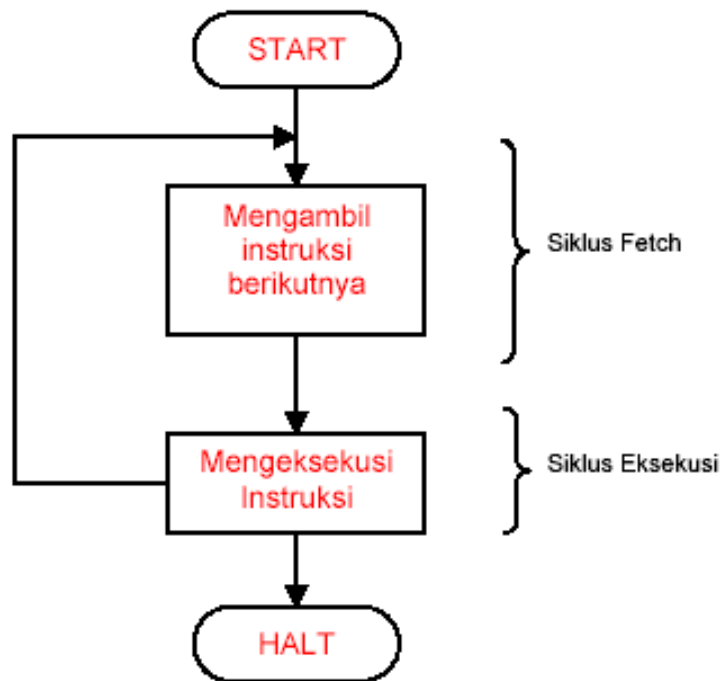 START
Mengambil
instruksi
berikutnya
Siklus Fetch
Mengeksekusi
Instruksi
Siklus Eksekusi
HALT